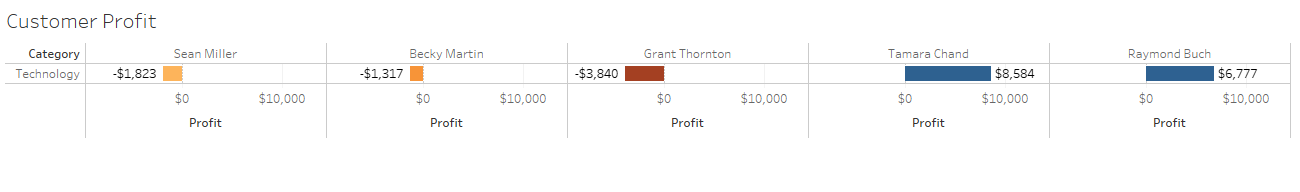 Customer Profit
Category Sean Miller Becky Martin Grant Thornton Tamara Chand Raymond Buch
Technology -$1,823 -$1,317 -$3,840 $8,584 $6,777
$0 $10,000 $0 $10,000 $0 $10,000 $0 $10,000 $0 $10,000
Profit Profit Profit Profit Profit